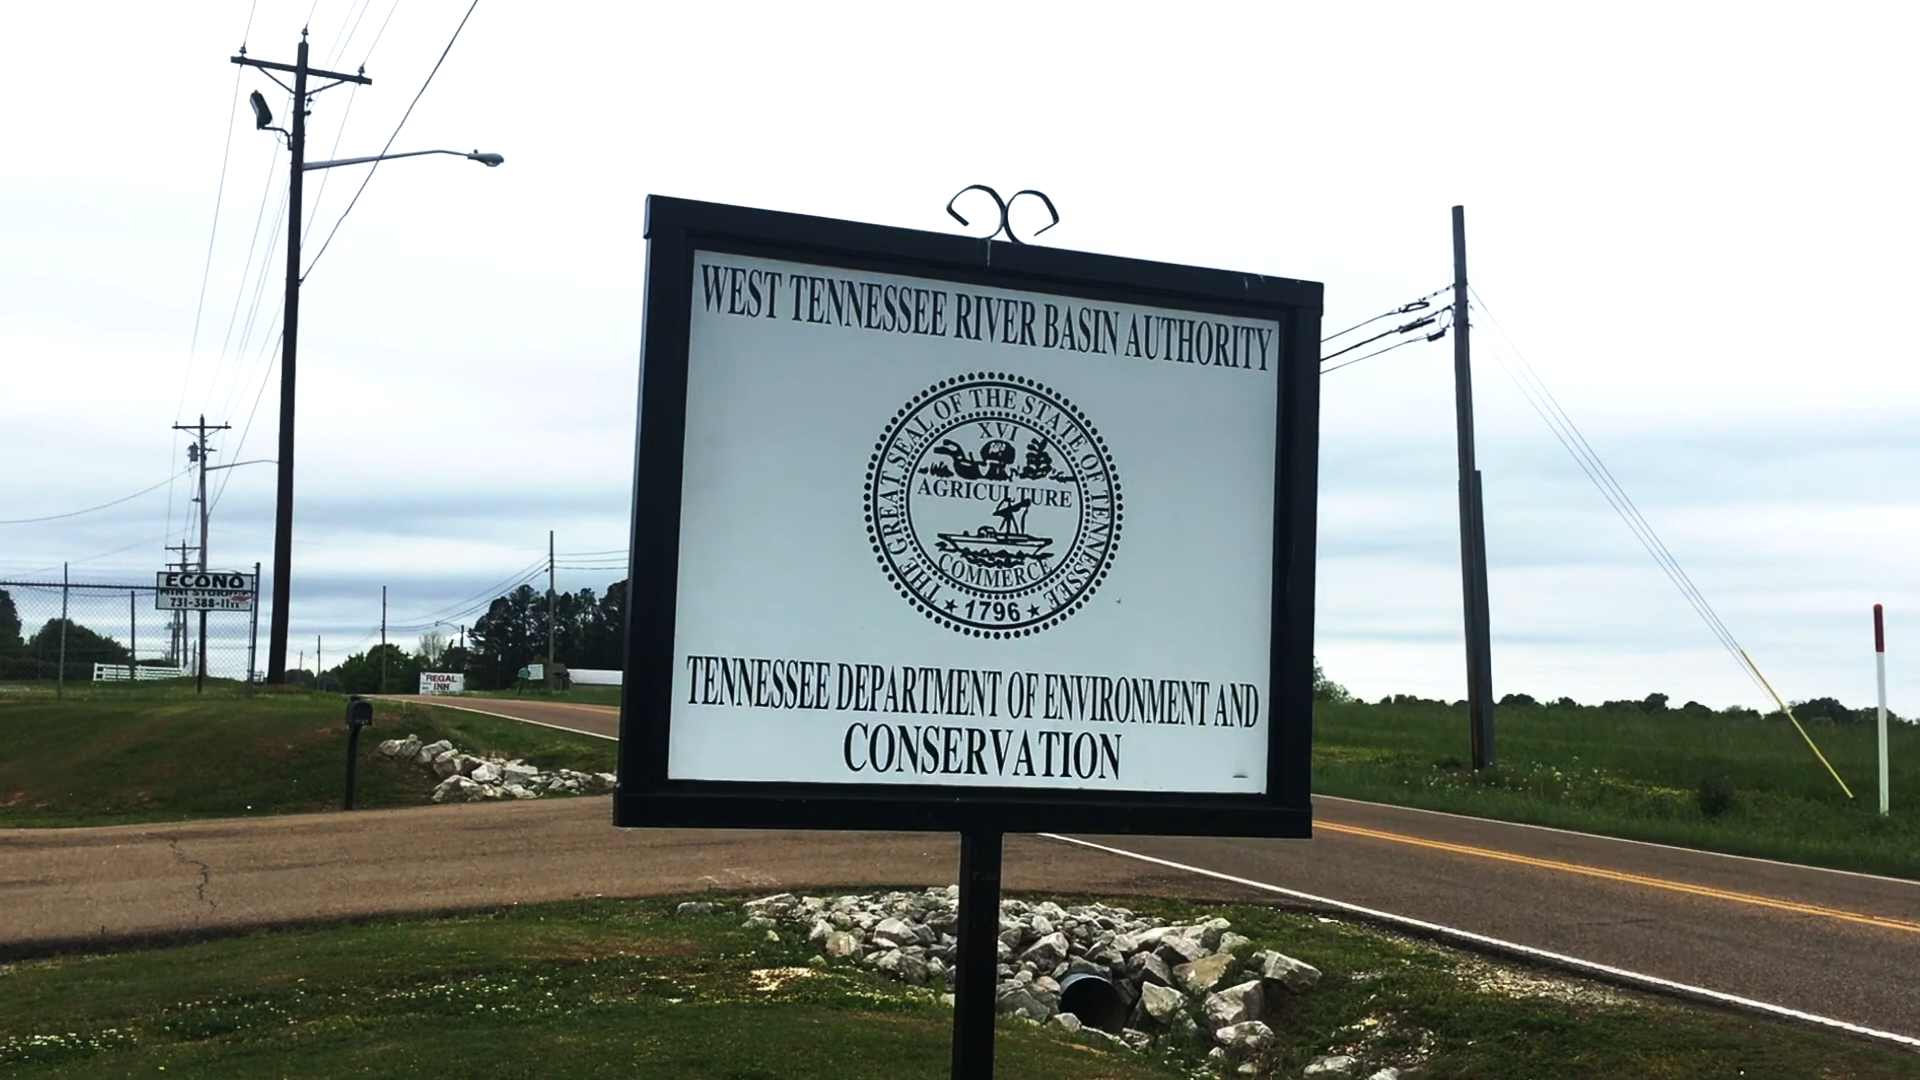 WEST TENNESSEE RIVER BASIN AUTHORITY
THE GREAT SEAL OF THE STATE OF TENNESSEE
XVI
AGRICULTURE
COMMERCE
★ 1796 ★
TENNESSEE DEPARTMENT OF ENVIRONMENT AND
CONSERVATION
ECONO
MINI STORAGE
731-388-1111
REGAL
INN